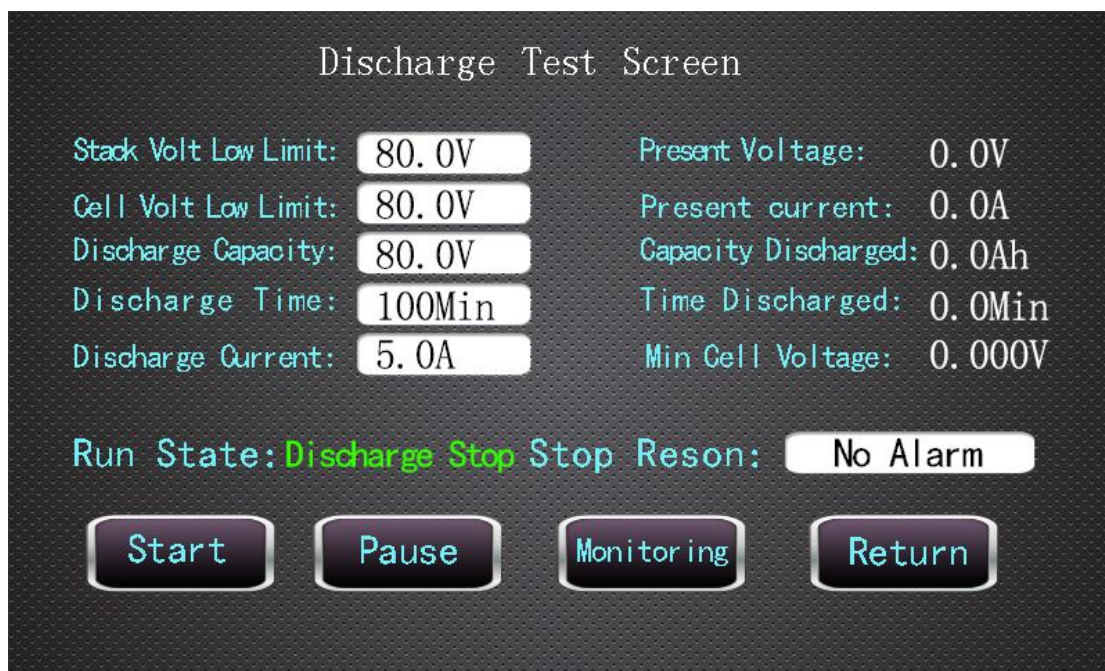 Discharge Test Screen
Stack Volt Low Limit: 80.0V Present Voltage: 0.0V
Cell Volt Low Limit: 80.0V Present current: 0.0A
Discharge Capacity: 80.0V Capacity Discharged: 0.0Ah
Discharge Time: 100Min Time Discharged: 0.0Min
Discharge Current: 5.0A Min Cell Voltage: 0.000V
Run State: Discharge Stop Stop Reson: No Alarm
Start Pause Monitoring Return